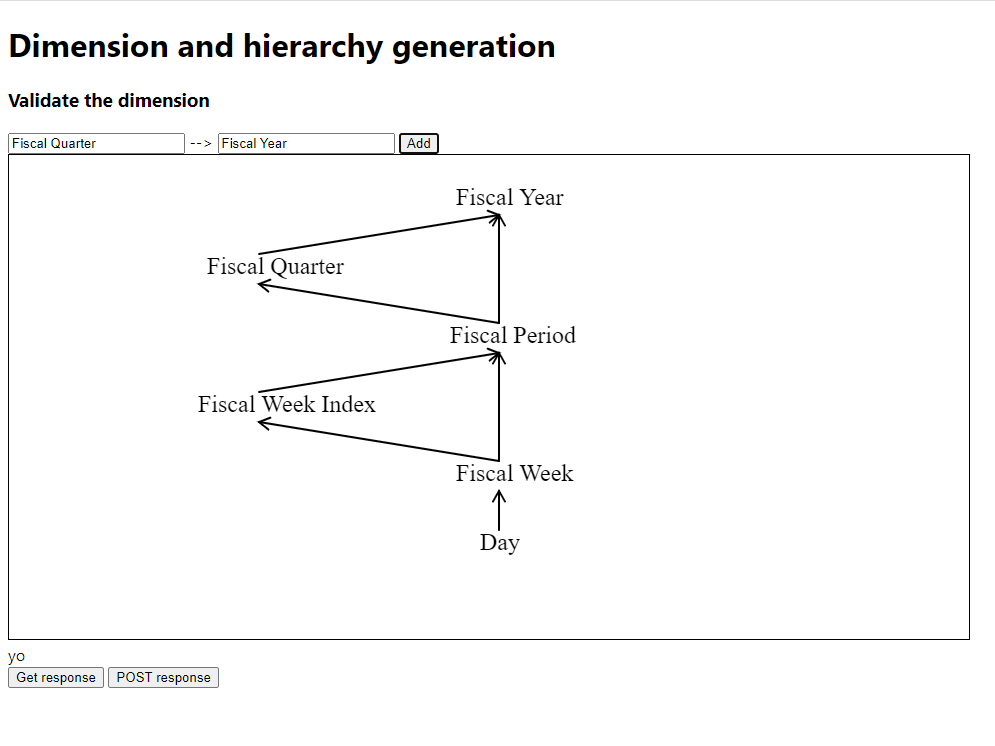 Dimension and hierarchy generation
Validate the dimension
Fiscal Quarter --> Fiscal Year Add
Fiscal Year
Fiscal Quarter
Fiscal Period
Fiscal Week Index
Fiscal Week
Day
yo
Get response POST response